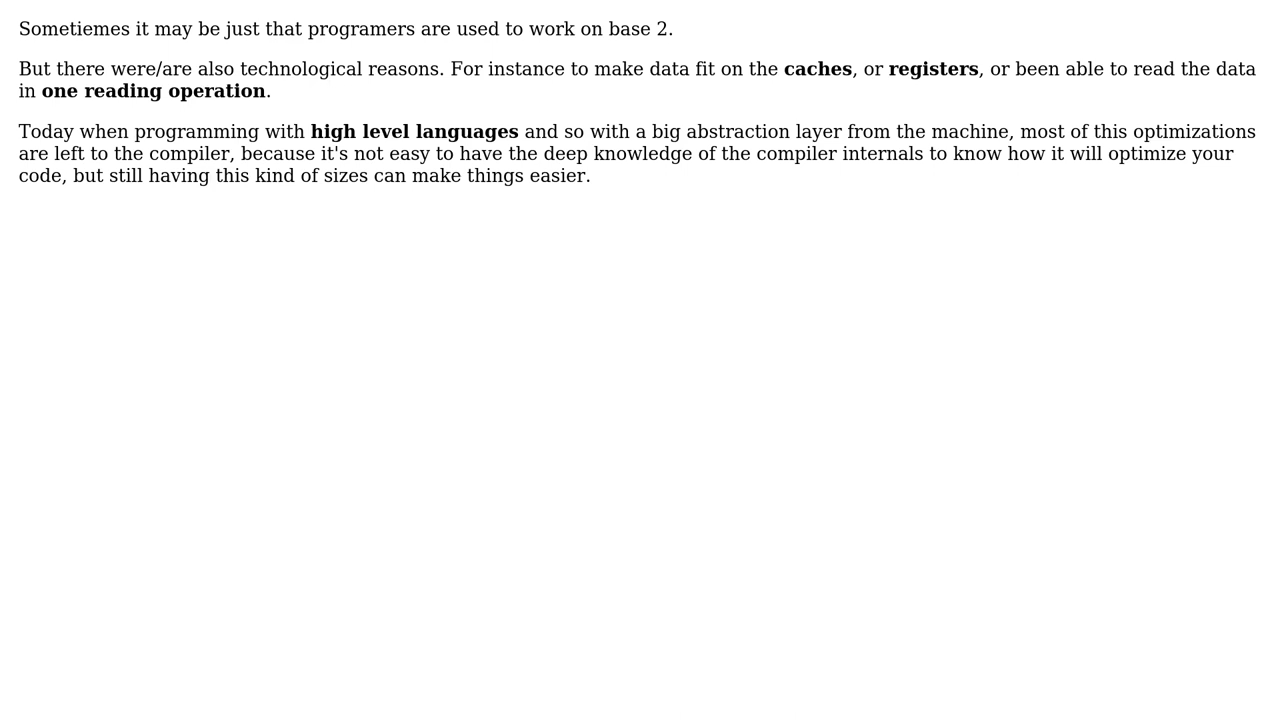 Sometiemes it may be just that programers are used to work on base 2.
But there were/are also technological reasons. For instance to make data fit on the caches, or registers, or been able to read the data
in one reading operation.
Today when programming with high level languages and so with a big abstraction layer from the machine, most of this optimizations
are left to the compiler, because it's not easy to have the deep knowledge of the compiler internals to know how it will optimize your
code, but still having this kind of sizes can make things easier.